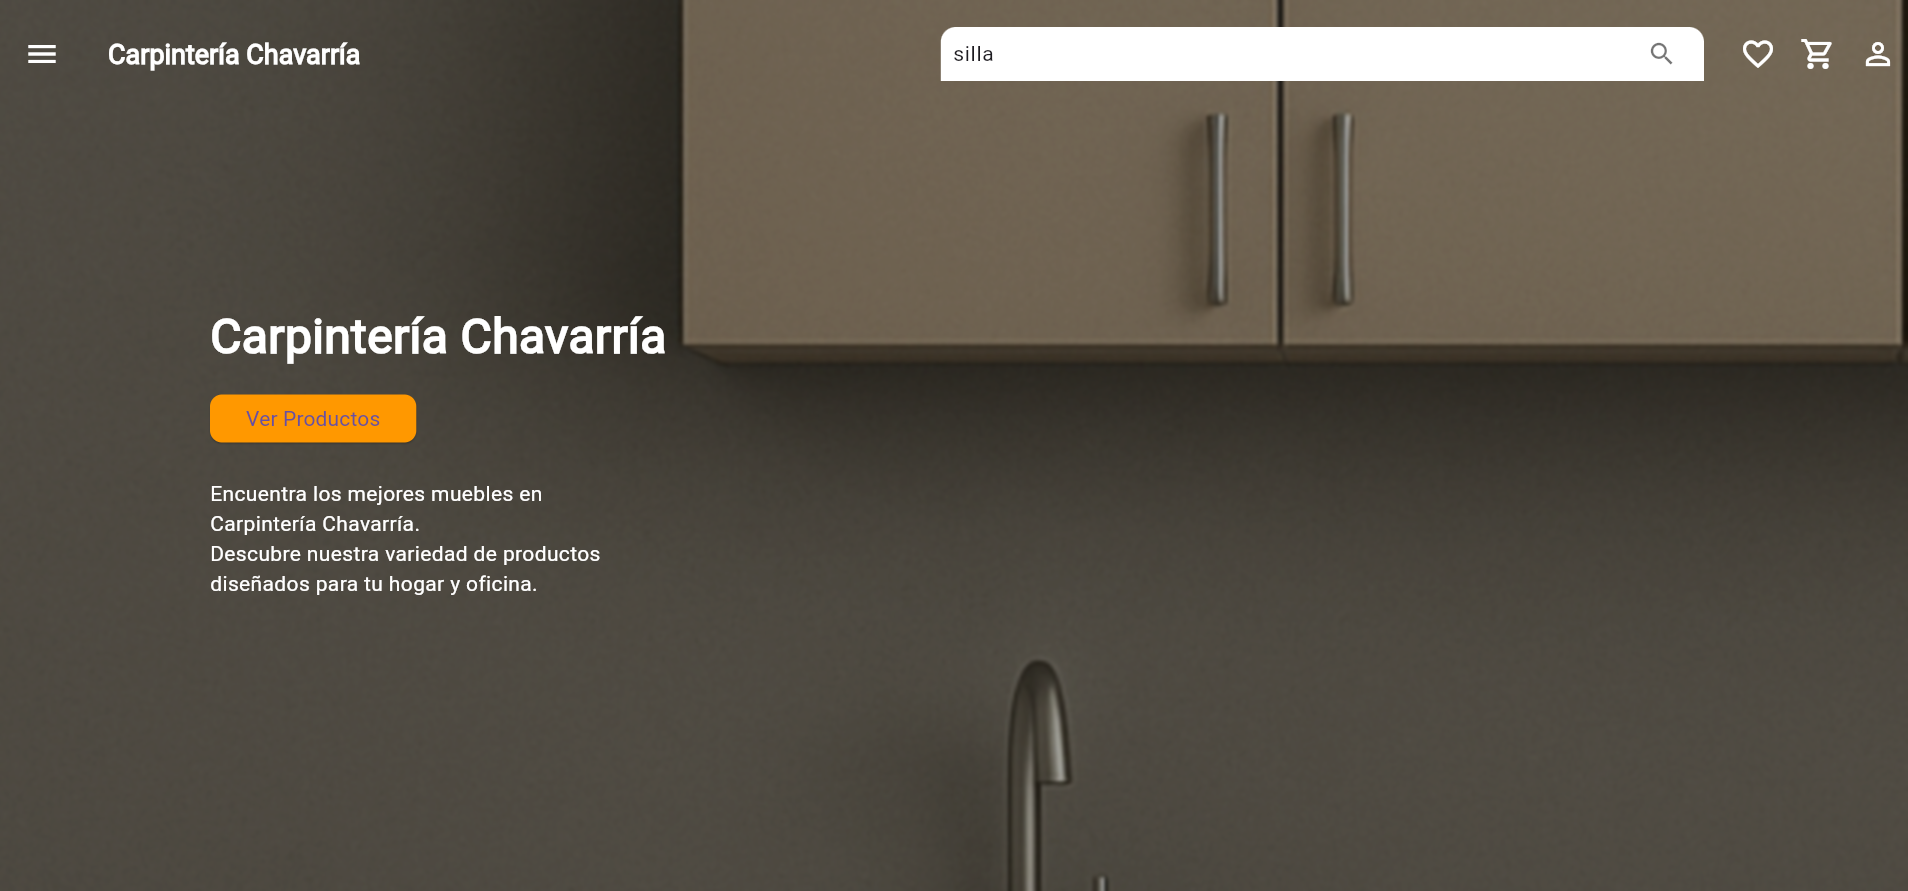 Carpintería Chavarría
silla
Carpintería Chavarría
Ver Productos
Encuentra los mejores muebles en
Carpintería Chavarría.
Descubre nuestra variedad de productos
diseñados para tu hogar y oficina.